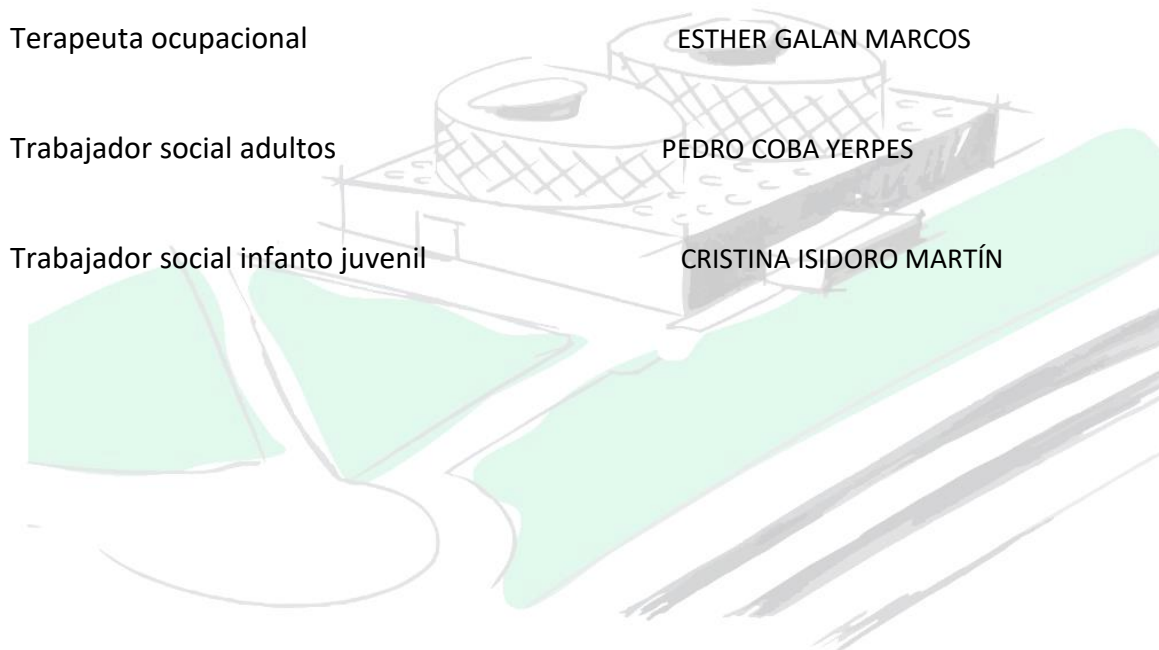 Terapeuta ocupacional ESTHER GALAN MARCOS
Trabajador social adultos PEDRO COBA YERPES
Trabajador social infanto juvenil CRISTINA ISIDORO MARTÍN